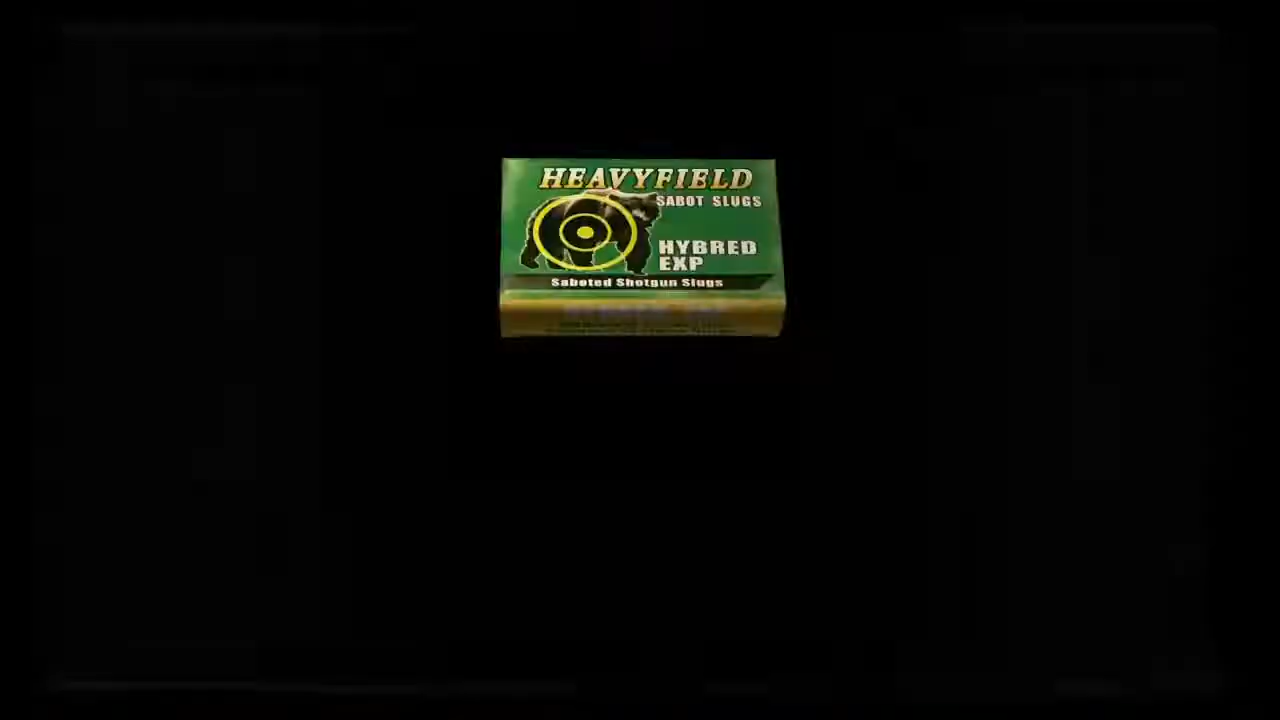 HEAVYFIELD
SABOT SLUGS
HYBRED
EXP
Saboted Shotgun Slugs